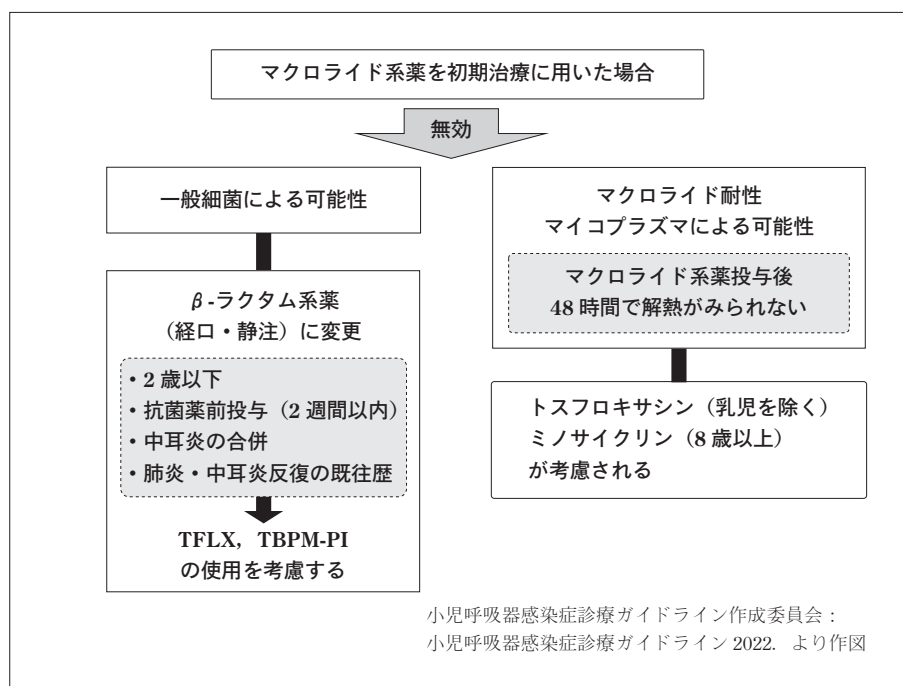 マクロライド系薬を初期治療に用いた場合
無効
一般細菌による可能性
β-ラクタム系薬
（経口・静注）に変更
・2 歳以下
・抗菌薬前投与（2 週間以内）
・中耳炎の合併
・肺炎・中耳炎反復の既往歴
TFLX，TBPM-PI
の使用を考慮する
マクロライド耐性
マイコプラズマによる可能性
マクロライド系薬投与後
48 時間で解熱がみられない
トスフロキサシン（乳児を除く）
ミノサイクリン（8 歳以上）
が考慮される
小児呼吸器感染症診療ガイドライン作成委員会：
小児呼吸器感染症診療ガイドライン 2022．より作図